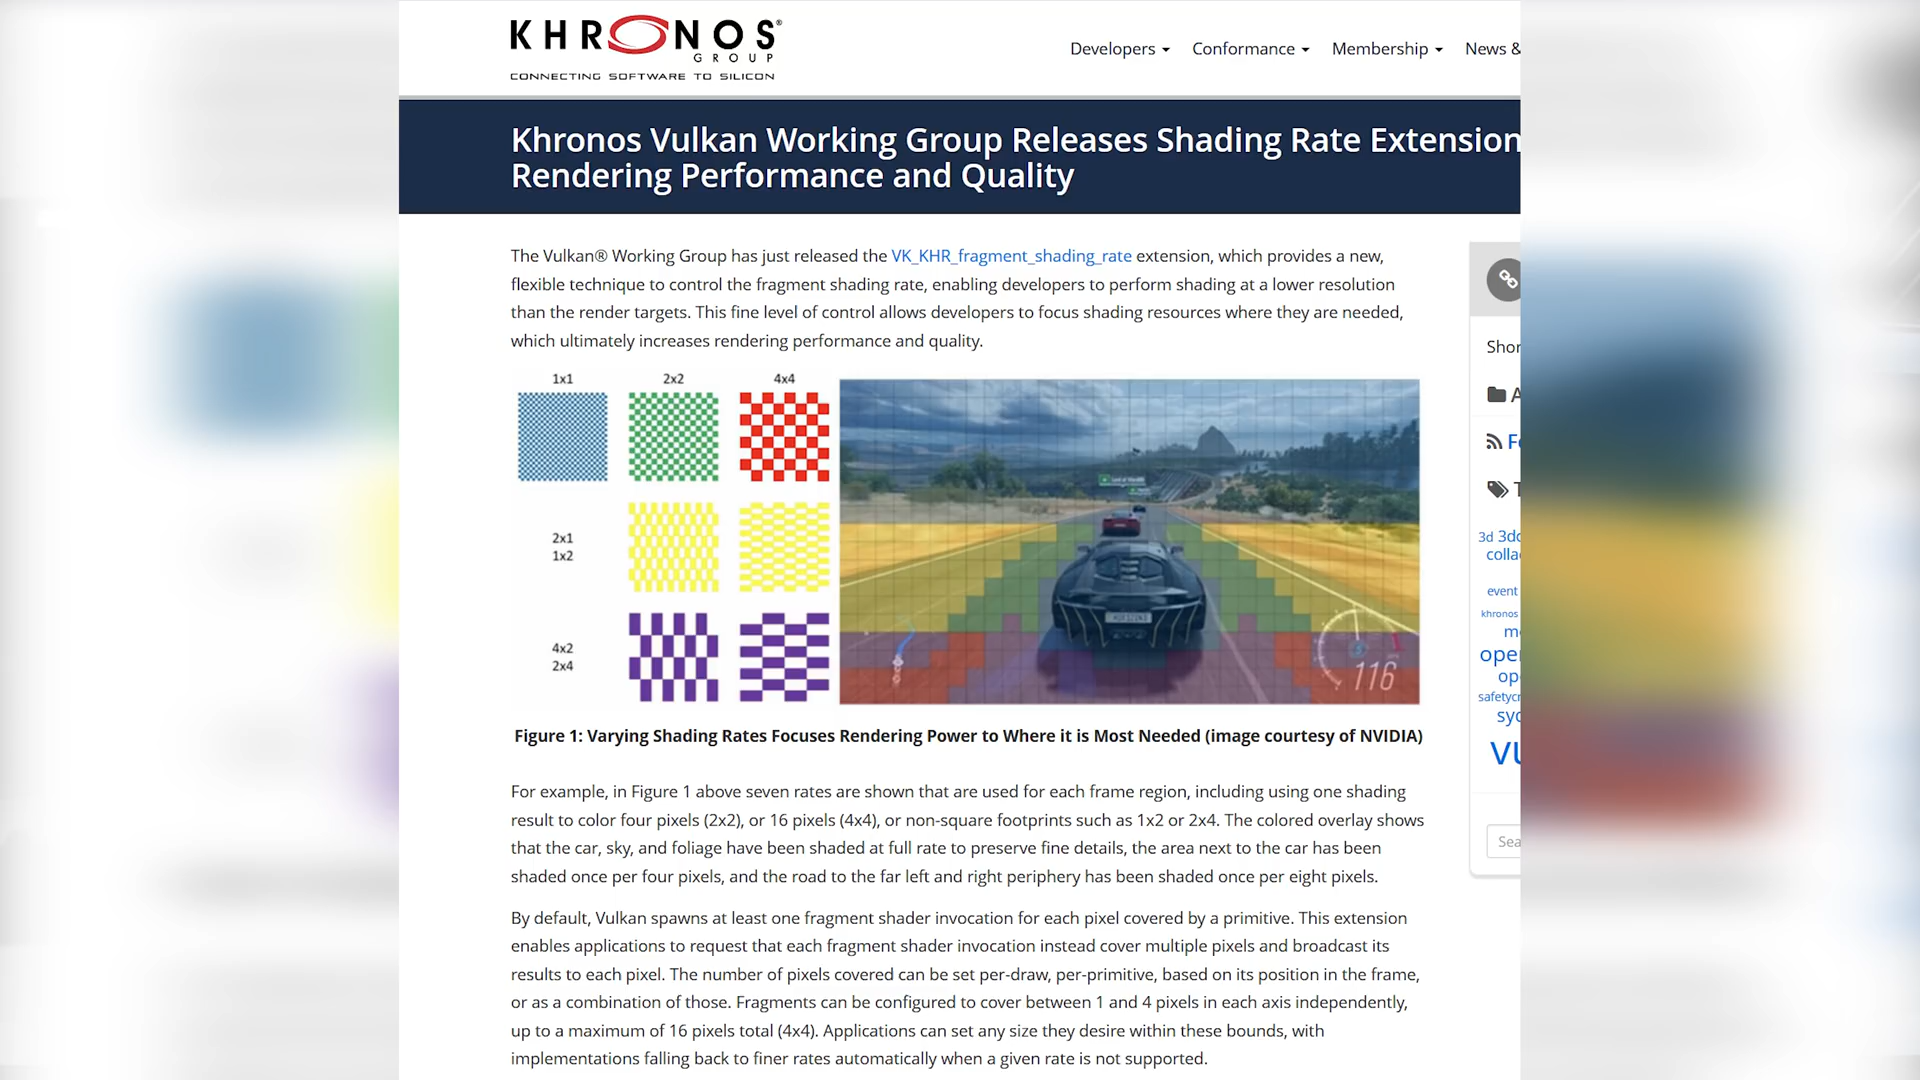 KHRONOS®
GROUP
CONNECTING SOFTWARE TO SILICON
Developers Conformance Membership News &
Khronos Vulkan Working Group Releases Shading Rate Extension
Rendering Performance and Quality
The Vulkan® Working Group has just released the VK_KHR_fragment_shading_rate extension, which provides a new,
flexible technique to control the fragment shading rate, enabling developers to perform shading at a lower resolution
than the render targets. This fine level of control allows developers to focus shading resources where they are needed,
which ultimately increases rendering performance and quality.
1x1 2x2 4x4
2x1
1x2
4x2
2x4
116
Figure 1: Varying Shading Rates Focuses Rendering Power to Where it is Most Needed (image courtesy of NVIDIA)
For example, in Figure 1 above seven rates are shown that are used for each frame region, including using one shading
result to color four pixels (2x2), or 16 pixels (4x4), or non-square footprints such as 1x2 or 2x4. The colored overlay shows
that the car, sky, and foliage have been shaded at full rate to preserve fine details, the area next to the car has been
shaded once per four pixels, and the road to the far left and right periphery has been shaded once per eight pixels.
By default, Vulkan spawns at least one fragment shader invocation for each pixel covered by a primitive. This extension
enables applications to request that each fragment shader invocation instead cover multiple pixels and broadcast its
results to each pixel. The number of pixels covered can be set per-draw, per-primitive, based on its position in the frame,
or as a combination of those. Fragments can be configured to cover between 1 and 4 pixels in each axis independently,
up to a maximum of 16 pixels total (4x4). Applications can set any size they desire within these bounds, with
implementations falling back to finer rates automatically when a given rate is not supported.
Shor
A
Fe
T
3d 3dc
colla
event
khronos
me
oper
ope
safetycr
syc
vu
Sea